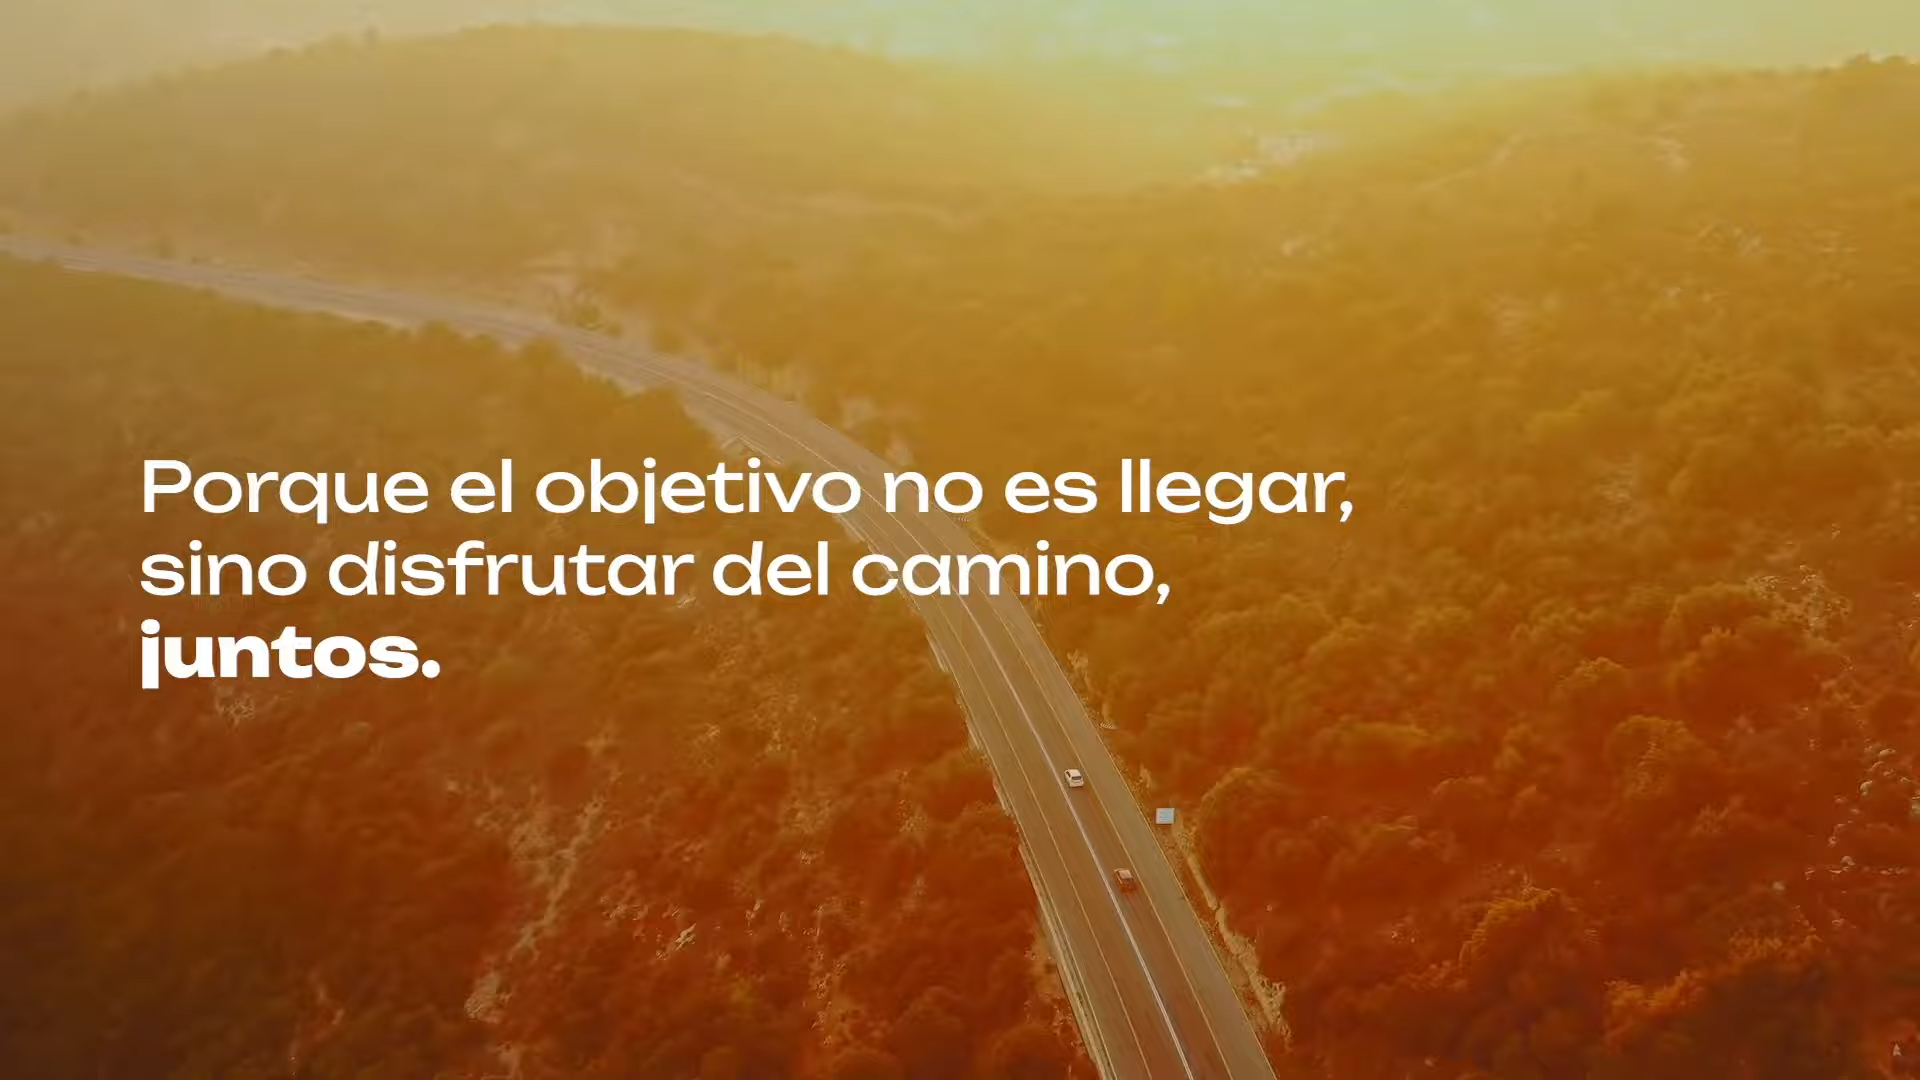 Porque el objetivo no es llegar,
sino disfrutar del camino,
juntos.